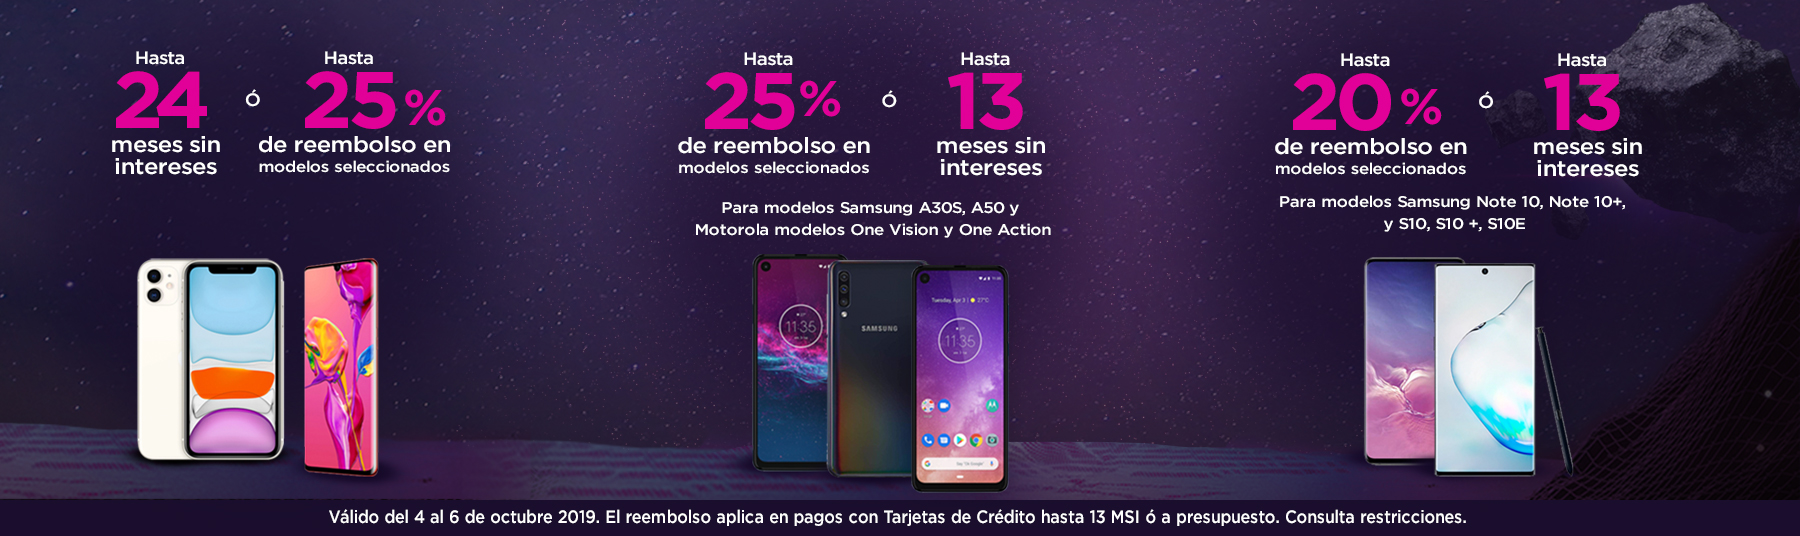 Hasta
24
meses sin
intereses
ó
Hasta
25%
de reembolso en
modelos seleccionados
Hasta
25%
de reembolso en
modelos seleccionados
ó
Hasta
13
meses sin
intereses
Para modelos Samsung A30S, A50 y
Motorola modelos One Vision y One Action
Hasta
20%
de reembolso en
modelos seleccionados
ó
Hasta
13
meses sin
intereses
Para modelos Samsung Note 10, Note 10+,
y S10, S10 +, S10E
11:35
SAMSUNG
Tuesday, Apr 3 | 27°C
11:35
Válido del 4 al 6 de octubre 2019. El reembolso aplica en pagos con Tarjetas de Crédito hasta 13 MSI ó a presupuesto. Consulta restricciones.